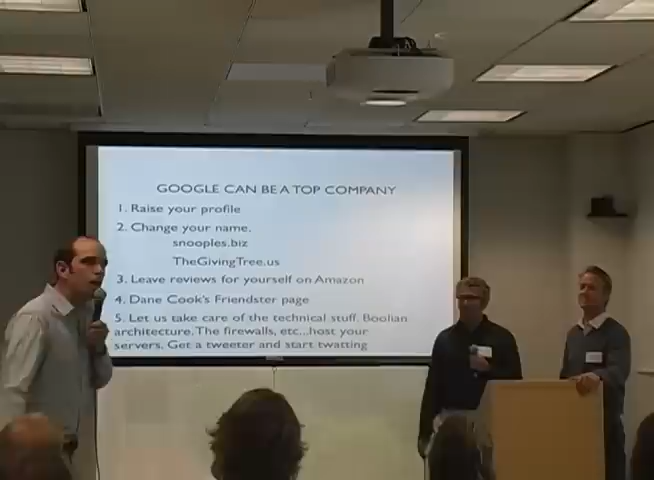 GOOGLE CAN BE A TOP COMPANY
1. Raise your profile
2. Change your name.
snooples.biz
TheGivingTree.us
3. Leave reviews for yourself on Amazon
4. Dane Cook's Friendster page
5. Let us take care of the technical stuff. Boolian
architecture. The firewalls, etc...host your
servers. Get a tweeter and start twatting